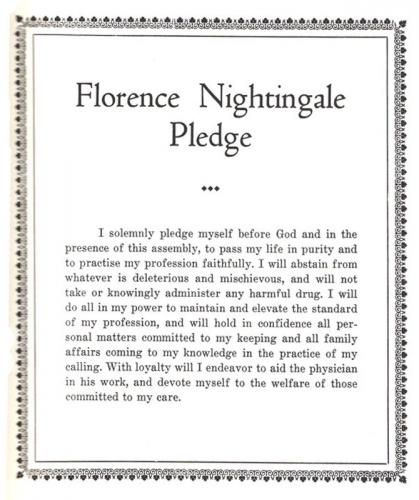 Florence Nightingale
Pledge
I solemnly pledge myself before God and in the
presence of this assembly, to pass my life in purity and
to practise my profession faithfully. I will abstain from
whatever is deleterious and mischievous, and will not
take or knowingly administer any harmful drug. I will
do all in my power to maintain and elevate the standard
of my profession, and will hold in confidence all per-
sonal matters committed to my keeping and all family
affairs coming to my knowledge in the practice of my
calling. With loyalty will I endeavor to aid the physician
in his work, and devote myself to the welfare of those
committed to my care.